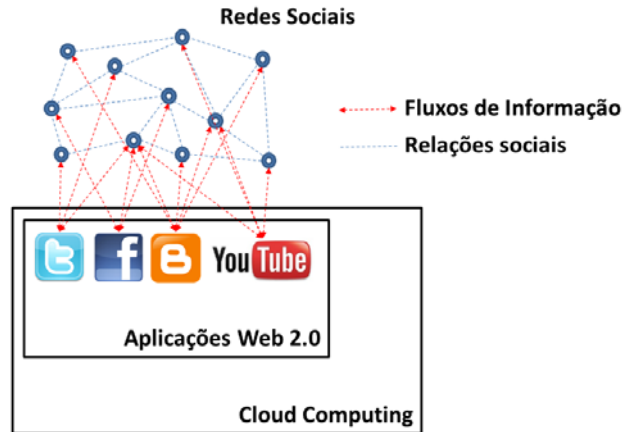 Redes Sociais
Fluxos de Informação
Relações sociais
t f B YouTube
Aplicações Web 2.0
Cloud Computing